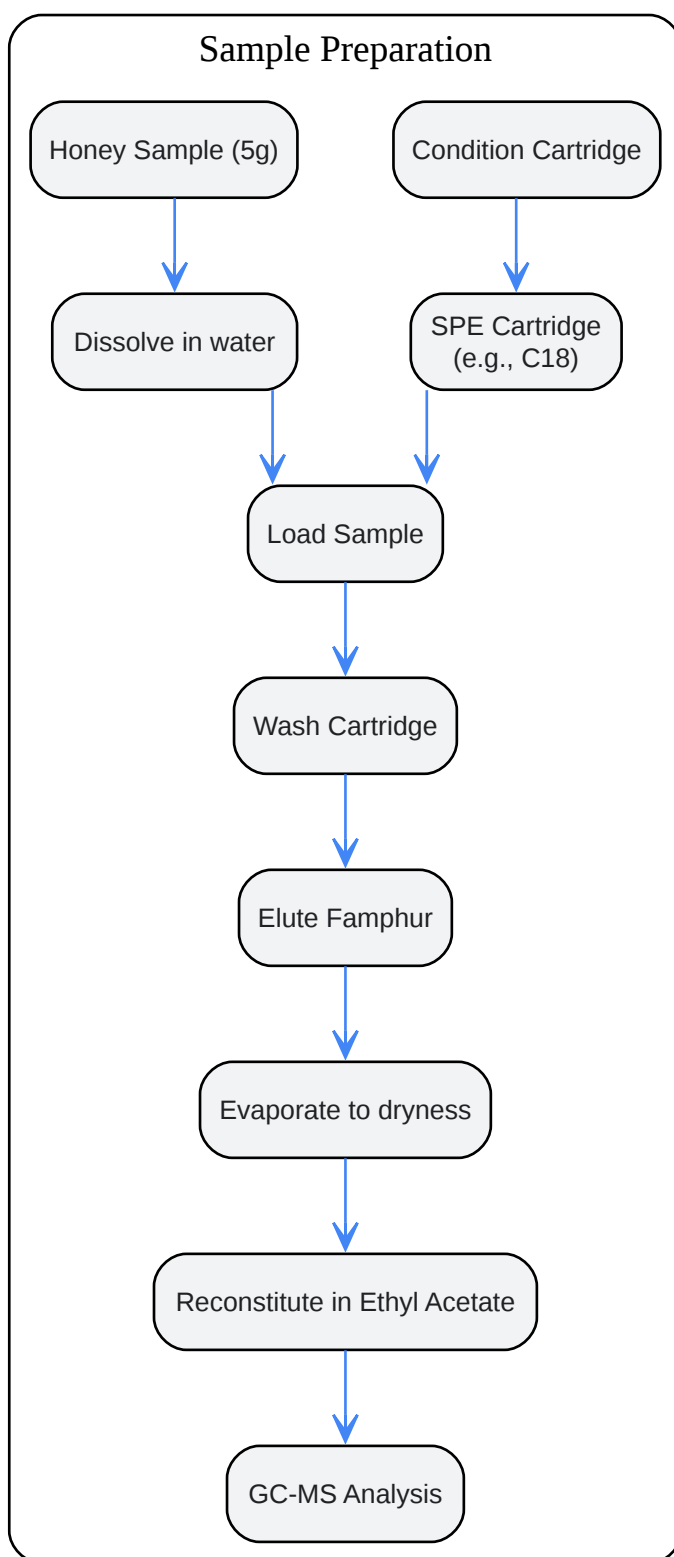 Sample Preparation
Honey Sample (5g)
Condition Cartridge
Dissolve in water
SPE Cartridge
(e.g., C18)
Load Sample
Wash Cartridge
Elute Famphur
Evaporate to dryness
Reconstitute in Ethyl Acetate
GC-MS Analysis